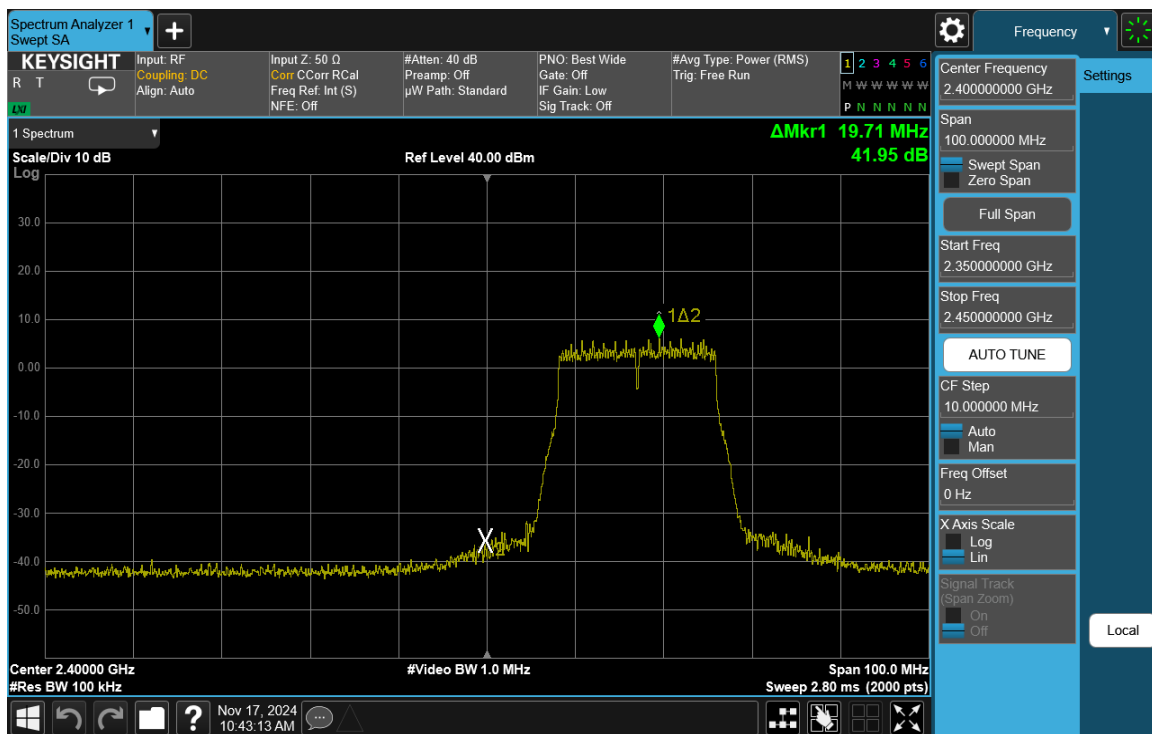 Spectrum Analyzer 1
Swept SA
Frequency
KEYSIGHT
R T
LXI
Input: RF
Coupling: DC
Align: Auto
Input Z: 50 Ω
Corr CCorr RCal
Freq Ref: Int (S)
NFE: Off
#Atten: 40 dB
Preamp: Off
µW Path: Standard
PNO: Best Wide
Gate: Off
IF Gain: Low
Sig Track: Off
#Avg Type: Power (RMS)
Trig: Free Run
1 2 3 4 5 6
M W W W W W
P N N N N N
1 Spectrum
Scale/Div 10 dB
Log
Ref Level 40.00 dBm
ΔMkr1 19.71 MHz
41.95 dB
30.0
20.0
10.0
0.00
-10.0
-20.0
-30.0
-40.0
-50.0
1Δ2
X2
Center 2.40000 GHz
#Res BW 100 kHz
#Video BW 1.0 MHz
Span 100.0 MHz
Sweep 2.80 ms (2000 pts)
Center Frequency
2.400000000 GHz
Span
100.000000 MHz
Swept Span
Zero Span
Full Span
Start Freq
2.350000000 GHz
Stop Freq
2.450000000 GHz
AUTO TUNE
CF Step
10.000000 MHz
Auto
Man
Freq Offset
0 Hz
X Axis Scale
Log
Lin
Signal Track
(Span Zoom)
On
Off
Settings
Local
?
Nov 17, 2024
10:43:13 AM